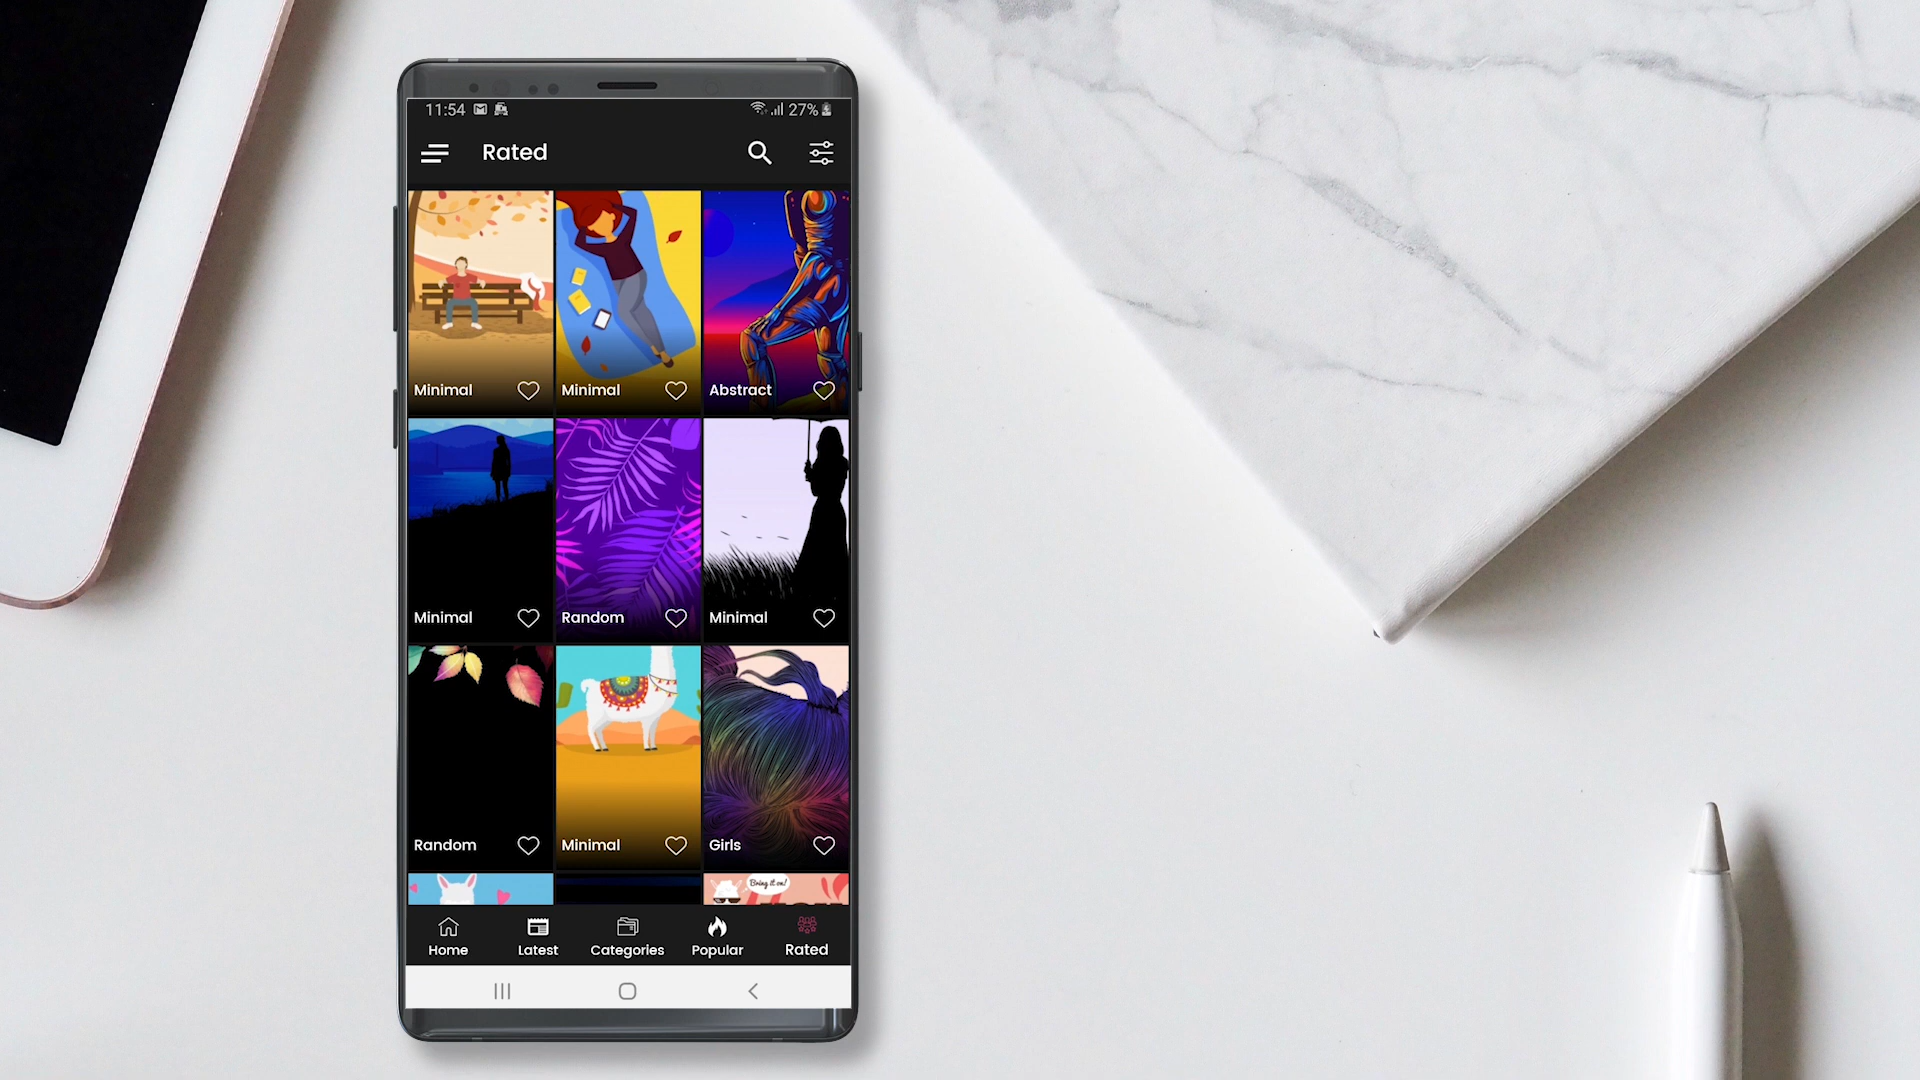 11:54 27%
Rated
Minimal Minimal Abstract
Minimal Random Minimal
Random Minimal Girls
Bring it on!
Home Latest Categories Popular Rated